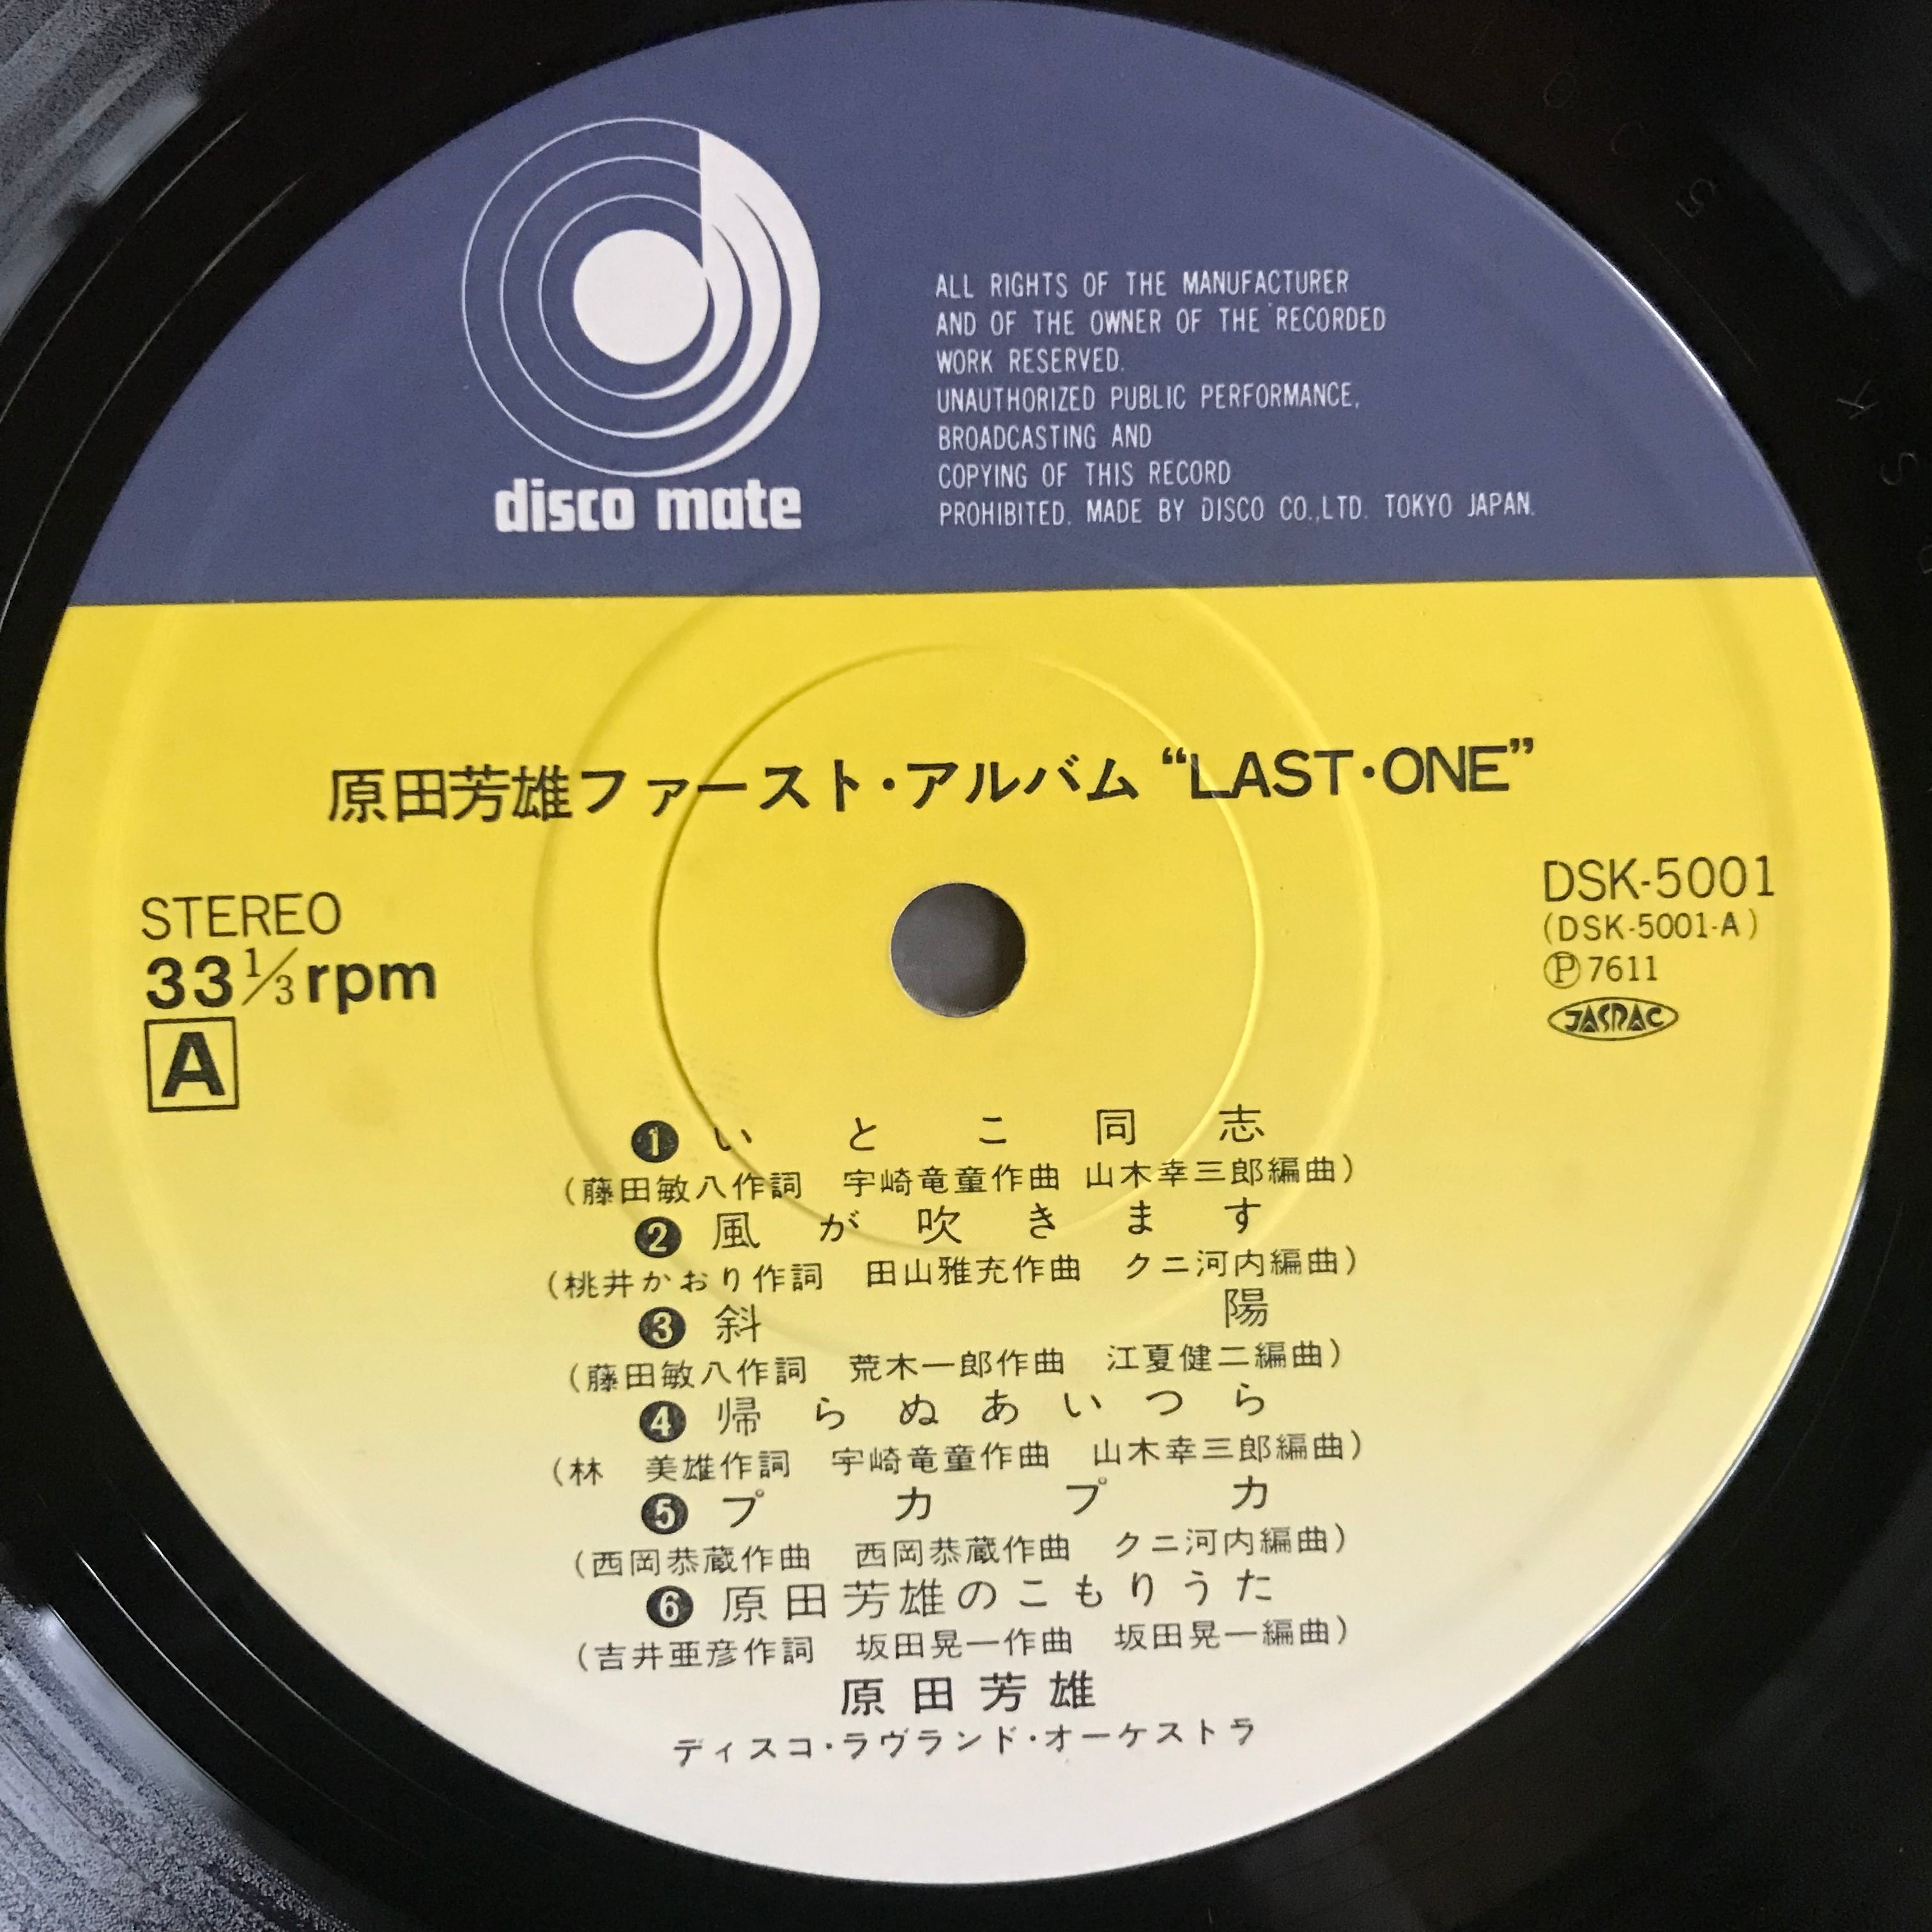 disco mate
ALL RIGHTS OF THE MANUFACTURER
AND OF THE OWNER OF THE RECORDED
WORK RESERVED.
UNAUTHORIZED PUBLIC PERFORMANCE,
BROADCASTING AND
COPYING OF THIS RECORD
PROHIBITED. MADE BY DISCO CO.,LTD. TOKYO JAPAN.
原田芳雄ファースト・アルバム“LAST・ONE”
STEREO
33 1/3 rpm
A
DSK-5001
(DSK-5001-A)
Ⓟ7611
JASRAC
❶ いとこ同志
(藤田敏八作詞 宇崎竜童作曲 山木幸三郎編曲)
❷ 風が吹きます
(桃井かおり作詞 田山雅充作曲 クニ河内編曲)
❸ 斜陽
(藤田敏八作詞 荒木一郎作曲 江夏健二編曲)
❹ 帰らぬあいつら
(林 美雄作詞 宇崎竜童作曲 山木幸三郎編曲)
❺ プカプカ
(西岡恭蔵作曲 西岡恭蔵作曲 クニ河内編曲)
❻ 原田芳雄のこもりうた
(吉井亜彦作詞 坂田晃一作曲 坂田晃一編曲)
原田芳雄
ディスコ・ラヴランド・オーケストラ